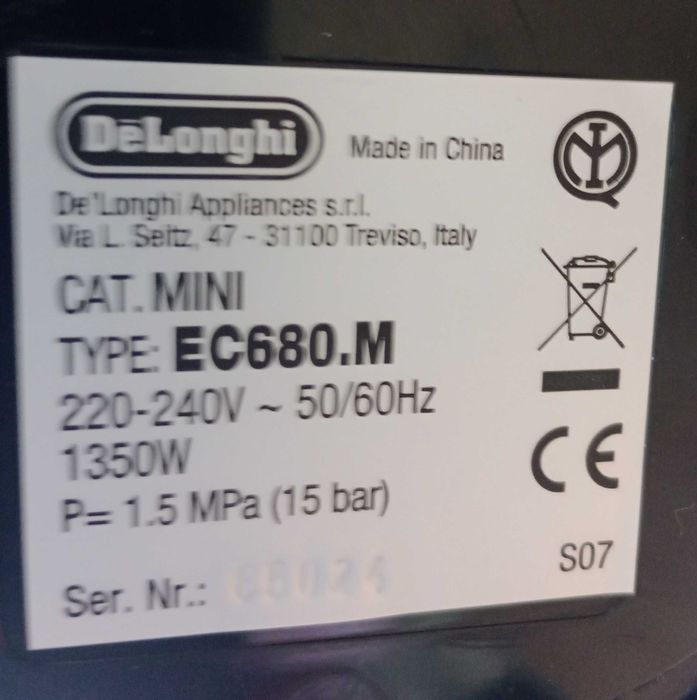 DeLonghi
Made in China
De'Longhi Appliances s.r.l.
Via L. Seitz, 47 - 31100 Treviso, Italy
CAT. MINI
TYPE: EC680.M
220-240V ~ 50/60Hz
1350W
P= 1.5 MPa (15 bar)
CE
S07
Ser. Nr.: